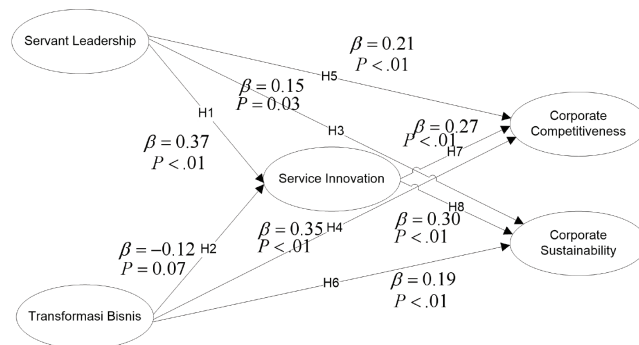 Servant Leadership
β = 0.21
P < .01
H5
β = 0.15
P = 0.03
H1
H3
β = 0.27
P < .01
H7
Corporate
Competitiveness
β = 0.37
P < .01
Service Innovation
H8
β = 0.30
P < .01
β = 0.35
P < .01
H4
β = −0.12
P = 0.07
H2
Corporate
Sustainability
H6
β = 0.19
P < .01
Transformasi Bisnis